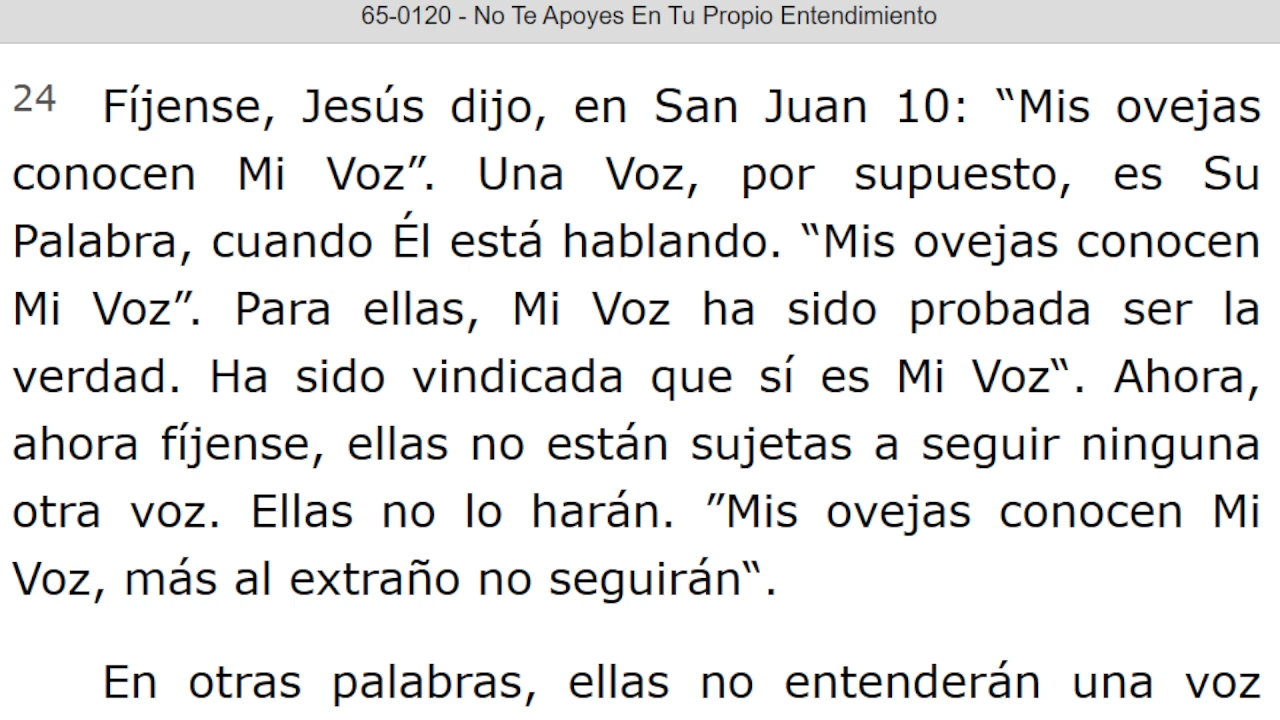 65-0120 - No Te Apoyes En Tu Propio Entendimiento
24 Fíjense, Jesús dijo, en San Juan 10: “Mis ovejas
conocen Mi Voz”. Una Voz, por supuesto, es Su
Palabra, cuando Él está hablando. “Mis ovejas conocen
Mi Voz”. Para ellas, Mi Voz ha sido probada ser la
verdad. Ha sido vindicada que sí es Mi Voz“. Ahora,
ahora fíjense, ellas no están sujetas a seguir ninguna
otra voz. Ellas no lo harán. ”Mis ovejas conocen Mi
Voz, más al extraño no seguirán“.
En otras palabras, ellas no entenderán una voz